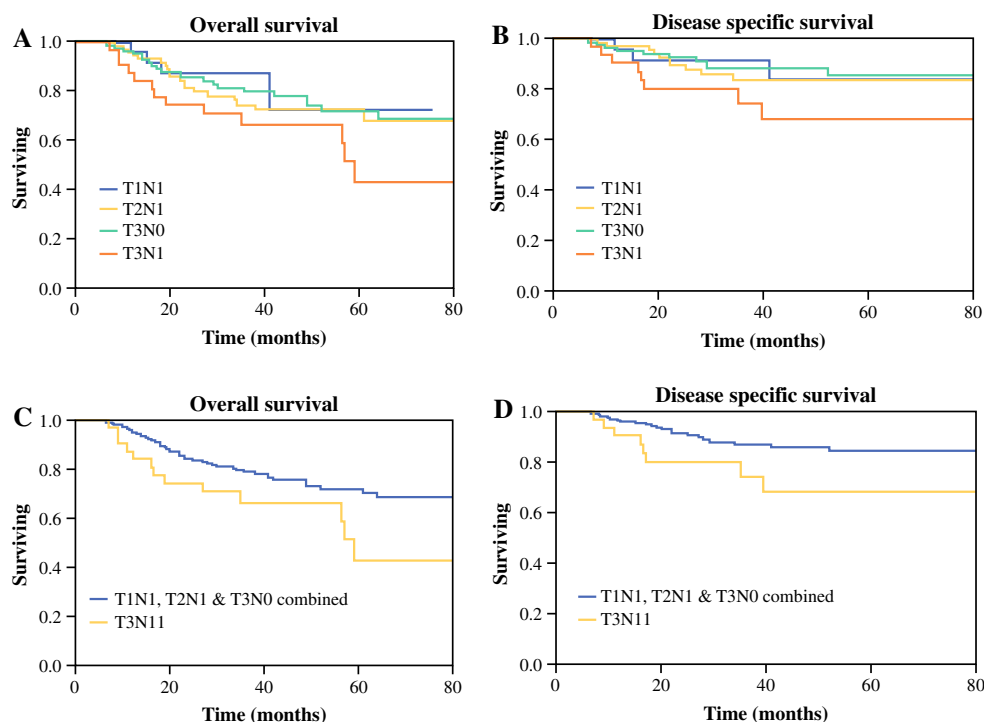 A
Overall survival
Surviving
1.0
0.8
0.6
0.4
0.2
0.0
T1N1
T2N1
T3N0
T3N1
0 20 40 60 80
Time (months)
B
Disease specific survival
Surviving
1.0
0.8
0.6
0.4
0.2
0.0
T1N1
T2N1
T3N0
T3N1
0 20 40 60 80
Time (months)
C
Overall survival
Surviving
1.0
0.8
0.6
0.4
0.2
0.0
T1N1, T2N1 & T3N0 combined
T3N11
0 20 40 60 80
Time (months)
D
Disease specific survival
Surviving
1.0
0.8
0.6
0.4
0.2
0.0
T1N1, T2N1 & T3N0 combined
T3N11
0 20 40 60 80
Time (months)